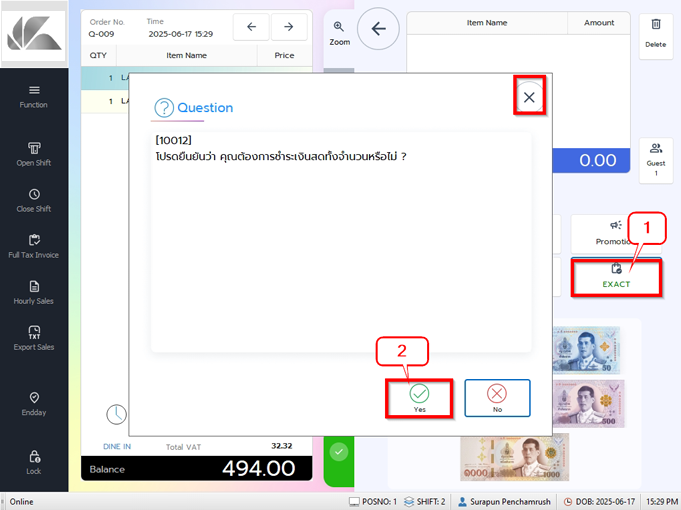 Order No.
Q-009
Time
2025-06-17 15:29
Zoom
Item Name
Amount
Delete
QTY
Item Name
Price
1
1
Function
Open Shift
Close Shift
Full Tax Invoice
Hourly Sales
TXT
Export Sales
Endday
Lock
Question
[10012]
โปรดยืนยันว่า คุณต้องการชำระเงินสดทั้งจำนวนหรือไม่ ?
2
Yes
No
0.00
Guest
1
1
EXACT
50
500
1000
DINE IN
Total VAT
32.32
Balance
494.00
Online
POSNO: 1
SHIFT: 2
Surapun Penchamrush
DOB: 2025-06-17
15:29 PM